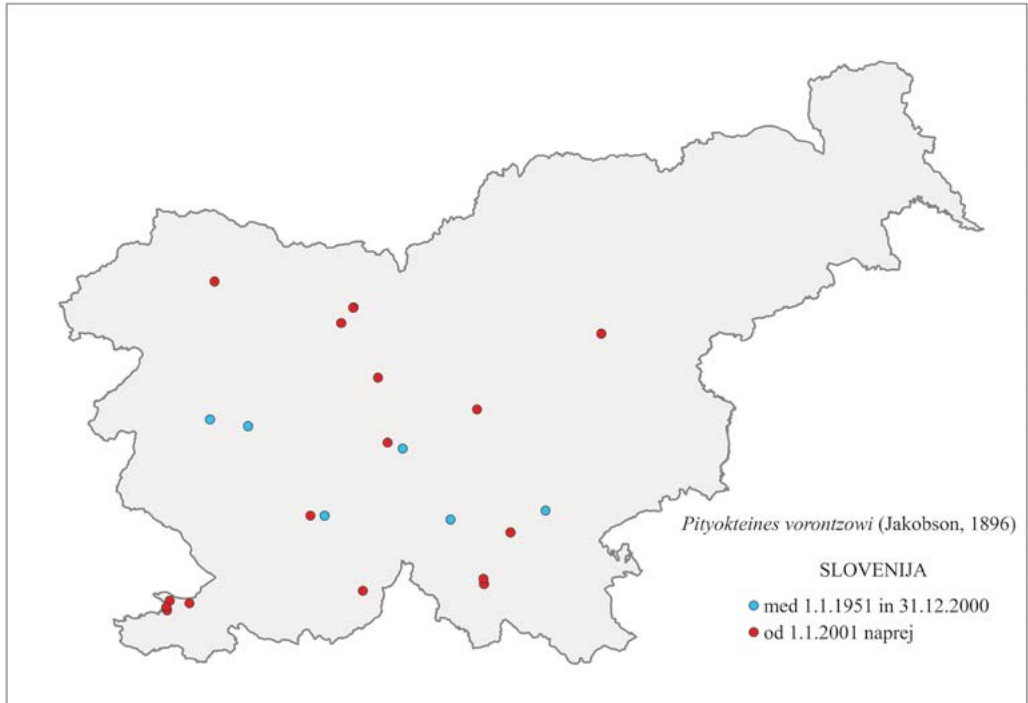 Pityokteines vorontzowi (Jakobson, 1896)
SLOVENIJA
med 1.1.1951 in 31.12.2000
od 1.1.2001 naprej